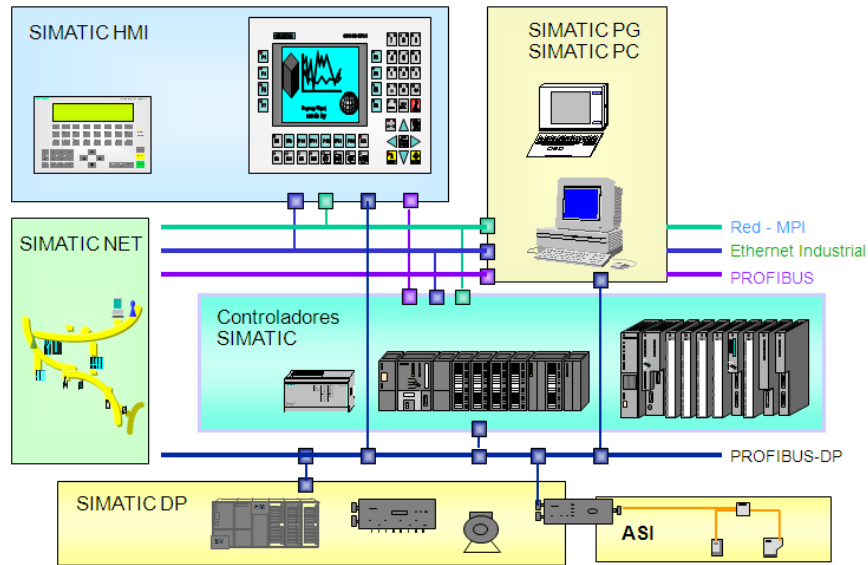 SIMATIC HMI
SIMATIC PG
SIMATIC PC
SIMATIC NET
Red - MPI
Ethernet Industrial
PROFIBUS
Controladores
SIMATIC
PROFIBUS-DP
SIMATIC DP
ASI